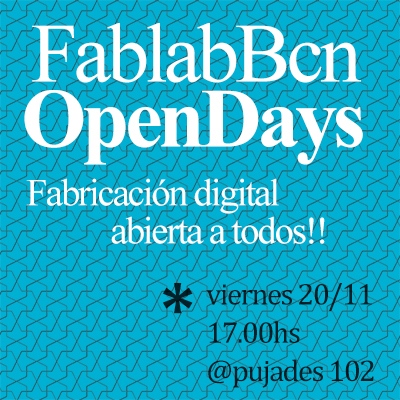 FablabBcn
OpenDays
Fabricación digital
abierta a todos!!
* viernes 20/11
17.00hs
@pujades 102